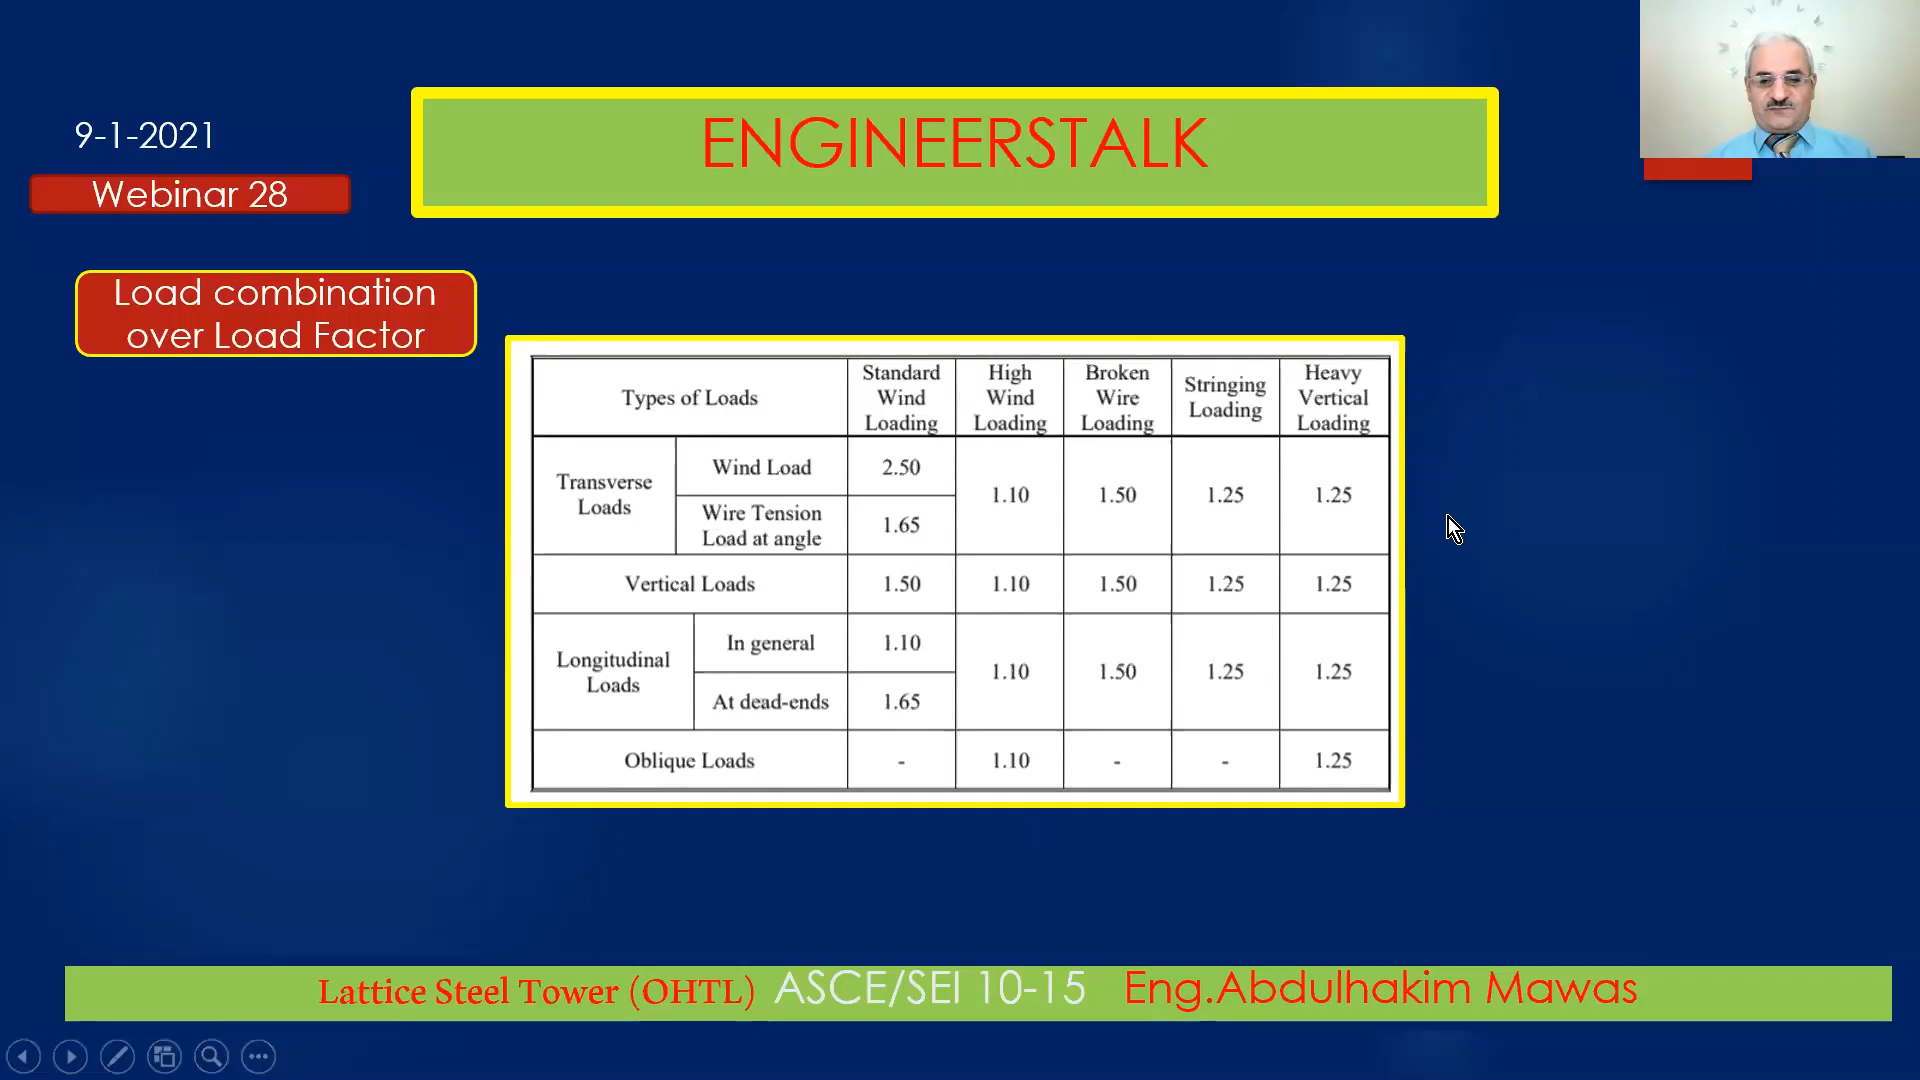 9-1-2021
Webinar 28
ENGINEERSTALK
Load combination
over Load Factor
Types of Loads
Standard
Wind
Loading
High
Wind
Loading
Broken
Wire
Loading
Stringing
Loading
Heavy
Vertical
Loading
Transverse
Loads
Wind Load
2.50
Wire Tension
Load at angle
1.65
1.10
1.50
1.25
1.25
Vertical Loads
1.50
1.10
1.50
1.25
1.25
Longitudinal
Loads
In general
1.10
At dead-ends
1.65
1.10
1.50
1.25
1.25
Oblique Loads
-
1.10
-
-
1.25
Lattice Steel Tower (OHTL) ASCE/SEI 10-15 Eng.Abdulhakim Mawas